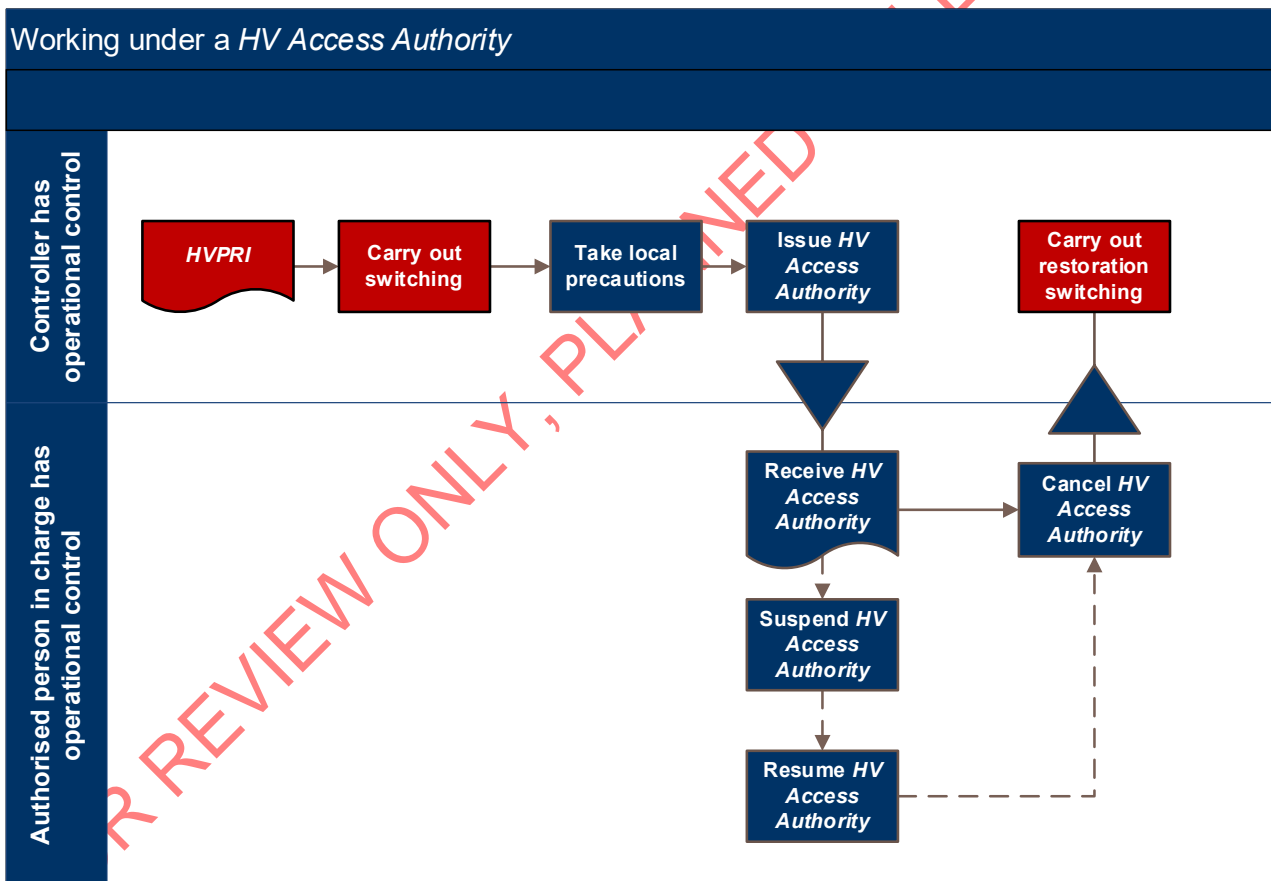 Working under a HV Access Authority
Controller has
operational control
HVPRI
Carry out
switching
Take local
precautions
Issue HV
Access
Authority
Carry out
restoration
switching
Authorised person in charge has
operational control
Receive HV
Access
Authority
Cancel HV
Access
Authority
Suspend HV
Access
Authority
Resume HV
Access
Authority
R REVIEW ONLY, PLA
NED